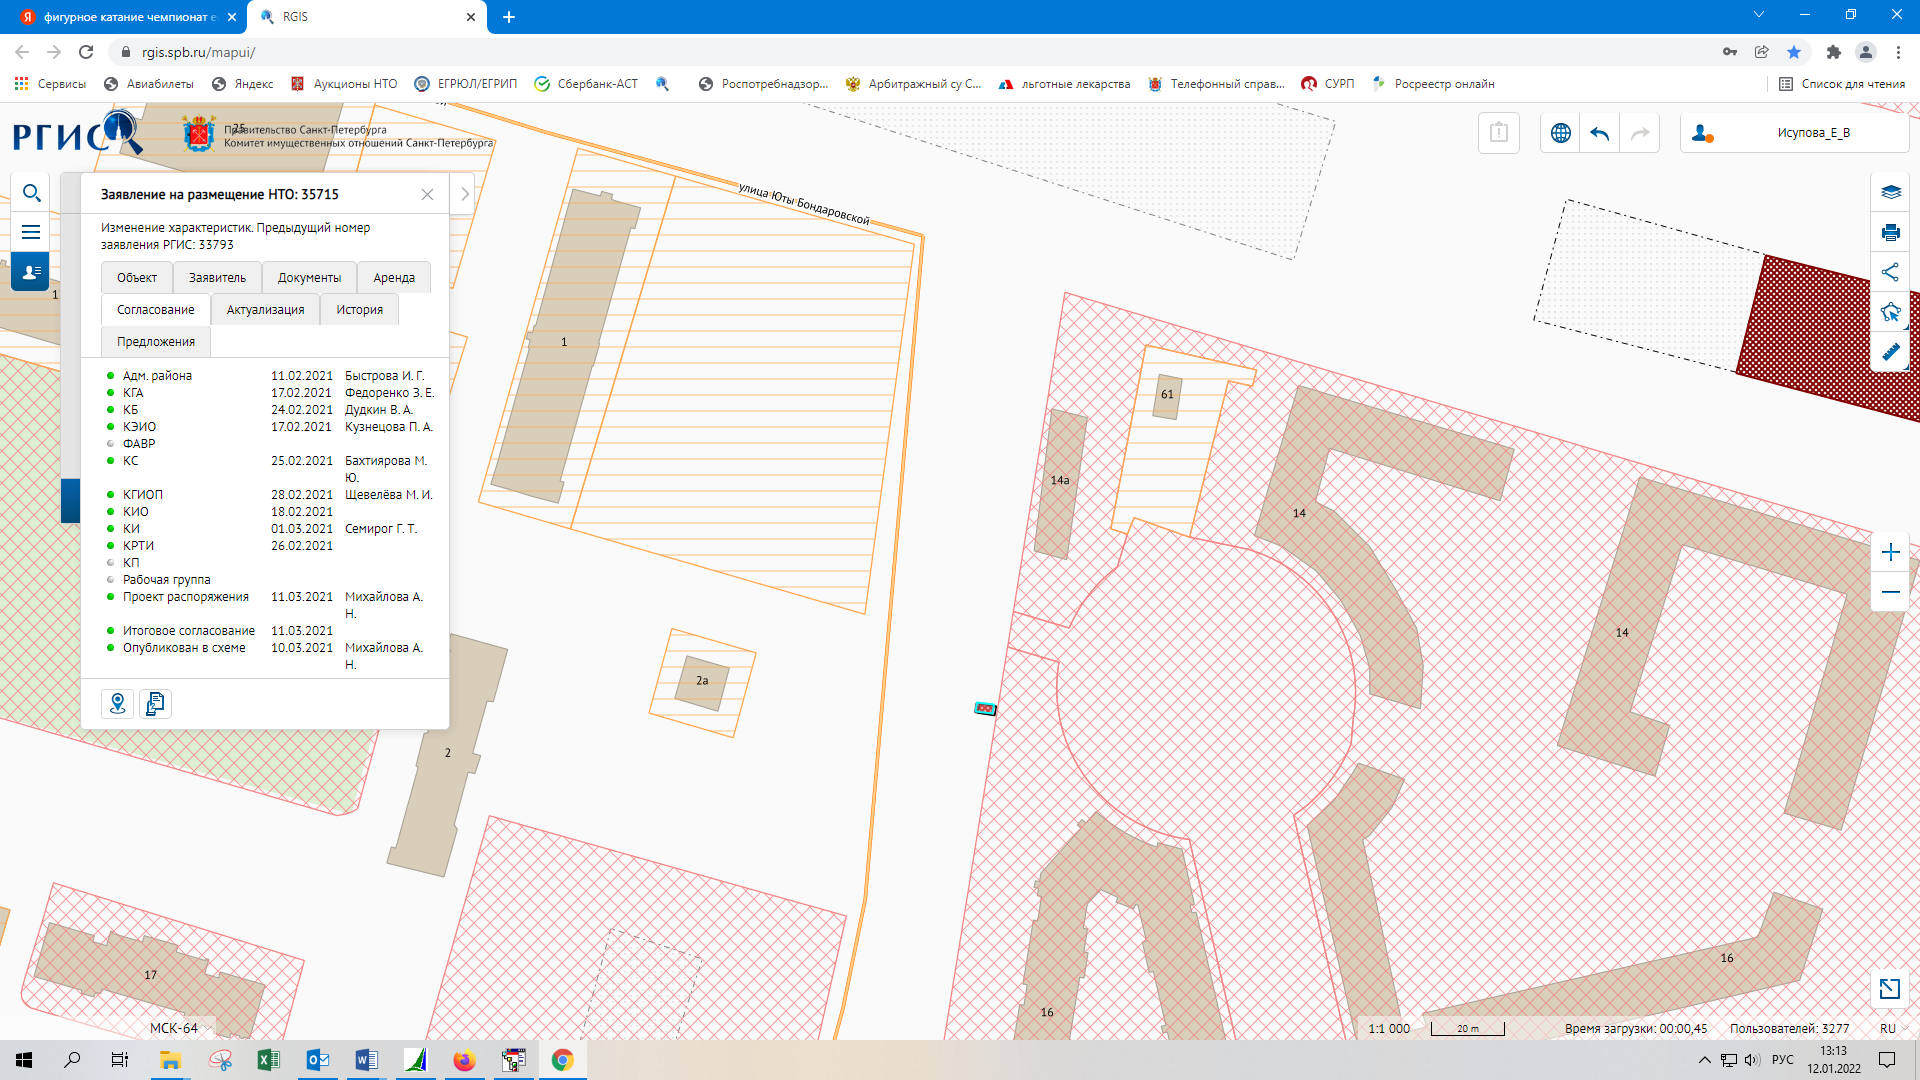 фигурное катание чемпионат е
RGIS
rgis.spb.ru/mapui/
Сервисы
Авиабилеты
Яндекс
Аукционы НТО
ЕГРЮЛ/ЕГРИП
Сбербанк-АСТ
Роспотребнадзор...
Арбитражный су С...
льготные лекарства
Телефонный справ...
СУРП
Росреестр онлайн
Список для чтения
РГИС
25
Правительство Санкт-Петербурга
Комитет имущественных отношений Санкт-Петербурга
Исупова_Е_В
Заявление на размещение НТО: 35715
Изменение характеристик. Предыдущий номер
заявления РГИС: 33793
Объект
Заявитель
Документы
Аренда
Согласование
Актуализация
История
Предложения
Адм. района 11.02.2021 Быстрова И. Г.
КГА 17.02.2021 Федоренко З. Е.
КБ 24.02.2021 Дудкин В. А.
КЭИО 17.02.2021 Кузнецова П. А.
ФАВР
КС 25.02.2021 Бахтиярова М.
Ю.
КГИОП 28.02.2021 Щевелёва М. И.
КИО 18.02.2021
КИ 01.03.2021 Семирог Г. Т.
КРТИ 26.02.2021
КП
Рабочая группа
Проект распоряжения 11.03.2021 Михайлова А.
Н.
Итоговое согласование 11.03.2021
Опубликован в схеме 10.03.2021 Михайлова А.
Н.
улица Юты Бондаровской
1
1
61
14а
14
14
2а
2
17
16
16
МСК-64
1:1 000
20 m
Время загрузки: 00:00,45
Пользователей: 3277
RU
РУС
13:13
12.01.2022